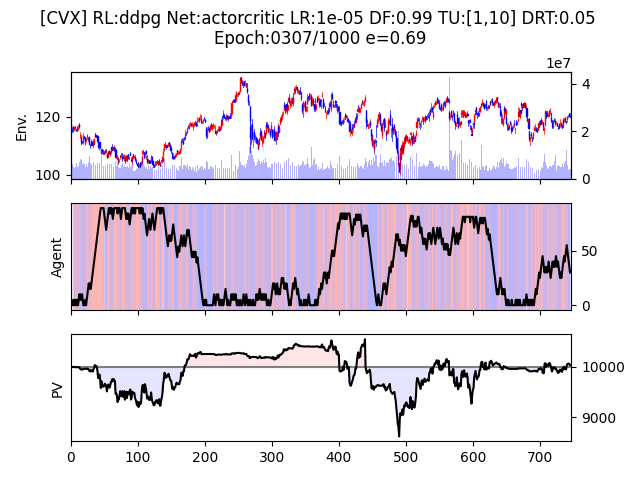 [CVX] RL:ddpg Net:actorcritic LR:1e-05 DF:0.99 TU:[1,10] DRT:0.05
Epoch:0307/1000 e=0.69
1e7
Env.
120
100
4
2
0
Agent
50
0
PV
10000
9000
0
100
200
300
400
500
600
700